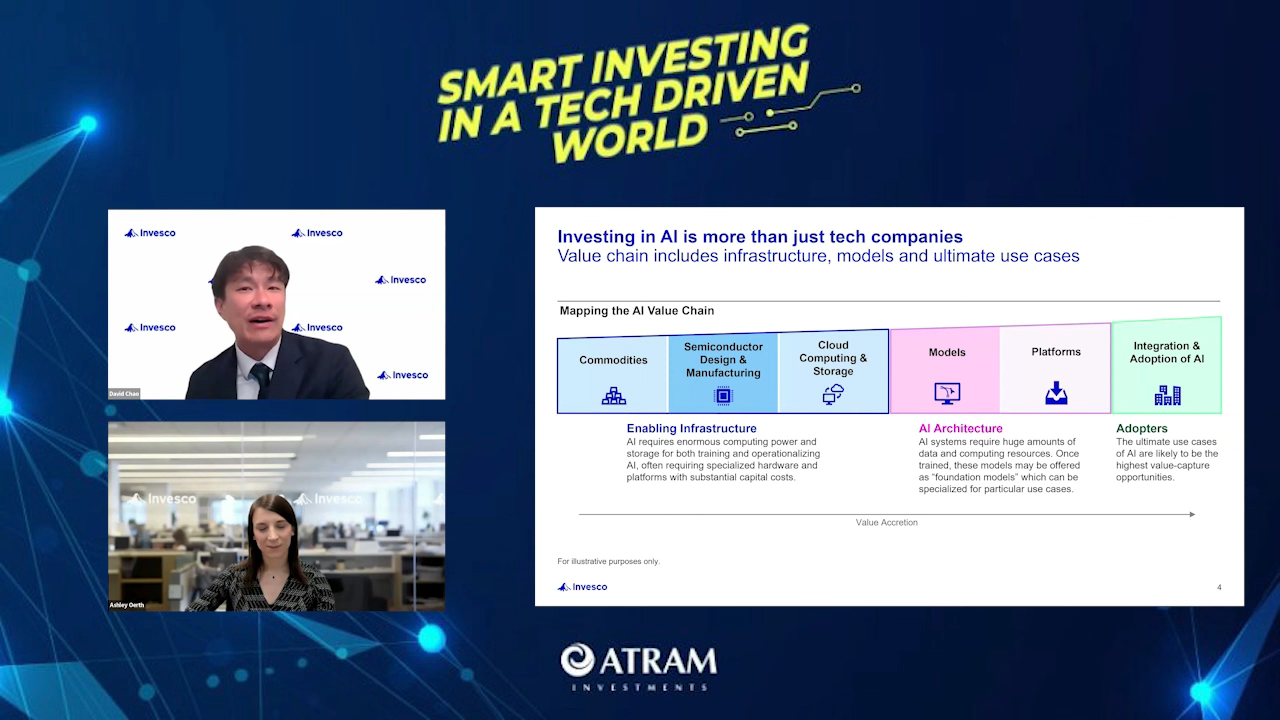 SMART INVESTING
IN A TECH DRIVEN
WORLD
Invesco
Invesco
Invesco
Invesco
Invesco
Invesco
David Chao
Invesco
Invesco
Ashley Oerth
Investing in AI is more than just tech companies
Value chain includes infrastructure, models and ultimate use cases
Mapping the AI Value Chain
Commodities
Semiconductor
Design &
Manufacturing
Cloud
Computing &
Storage
Models
Platforms
Integration &
Adoption of AI
Enabling Infrastructure
AI requires enormous computing power and
storage for both training and operationalizing
AI, often requiring specialized hardware and
platforms with substantial capital costs.
AI Architecture
AI systems require huge amounts of
data and computing resources. Once
trained, these models may be offered
as “foundation models” which can be
specialized for particular use cases.
Adopters
The ultimate use cases
of AI are likely to be the
highest value-capture
opportunities.
Value Accretion
For illustrative purposes only.
Invesco
4
ATRAM
INVESTMENTS